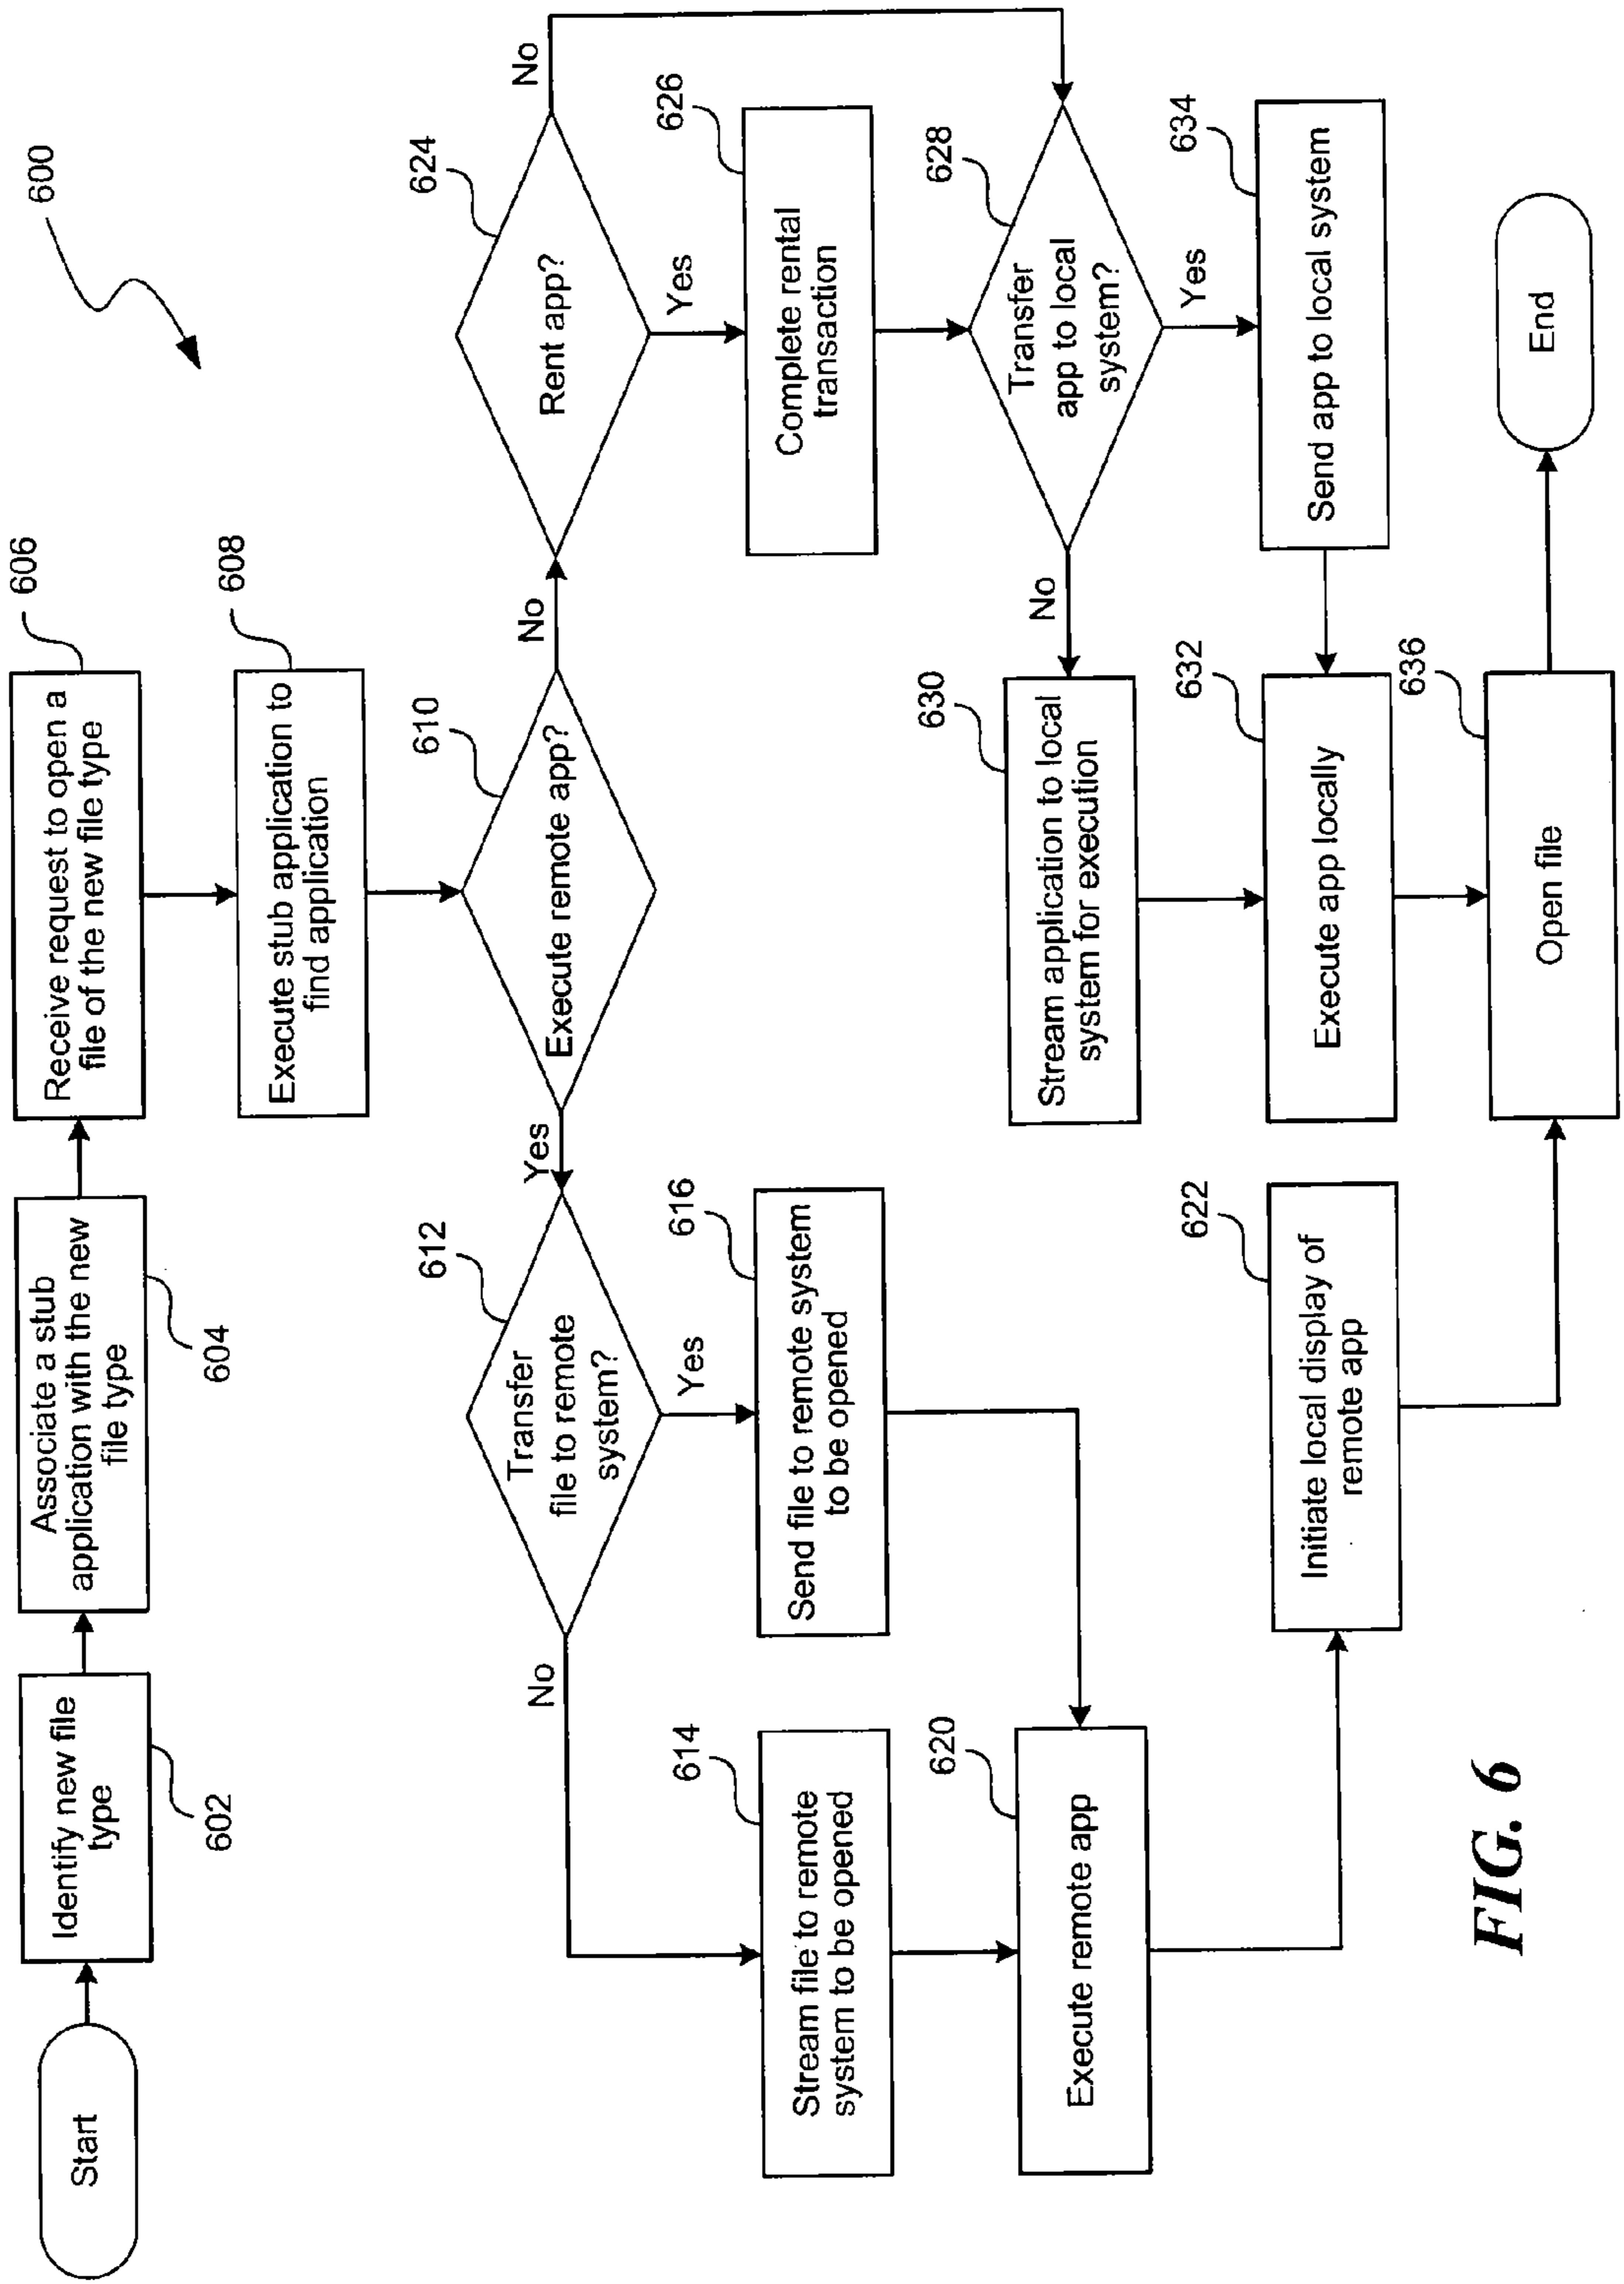 600
Start
Identify new file
type
602
Associate a stub
application with the new
file type
604
Receive request to open a
file of the new file type
606
Execute stub application to
find application
608
Execute remote app?
610
Yes
No
Transfer
file to remote
system?
612
No
Yes
Stream file to remote
system to be opened
614
Send file to remote system
to be opened
616
Execute remote app
620
Initiate local display of
remote app
622
Rent app?
624
No
Yes
Complete rental
transaction
626
Transfer
app to local
system?
628
No
Yes
Stream application to local
system for execution
630
Execute app locally
632
Send app to local system
634
Open file
636
End
FIG. 6